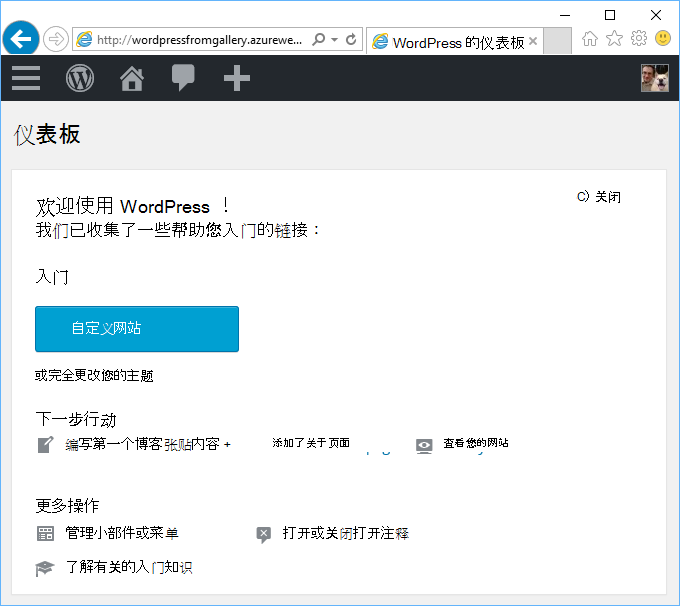 http://wordpressfromgallery.azurewe...
WordPress 的仪表板
仪表板
C) 关闭
欢迎使用 WordPress ！
我们已收集了一些帮助您入门的链接：
入门
自定义网站
或完全更改您的主题
下一步行动
编写第一个博客张贴内容 + 添加了关于页面 查看您的网站
更多操作
管理小部件或菜单 打开或关闭打开注释
了解有关的入门知识